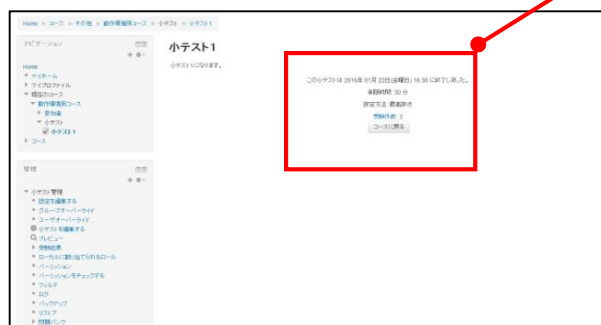 Home » コース » その他 » 動作環境用コース » 小テスト » 小テスト1
ナビゲーション
Home
マイホーム
マイプロファイル
現在のコース
動作環境用コース
参加者
小テスト
小テスト1
コース
小テスト1
小テスト1になります。
この小テストは 2016年 01月 22日(金曜日) 16:30 に終了しました。
受験時間: 30 分
評定方法: 最高評点
受験件数: 2
コースに戻る
管理
小テスト管理
設定を編集する
グループオーバーライド
ユーザオーバーライド
小テストを編集する
プレビュー
受験結果
ローカルに割り当てられるロール
パーミッション
パーミッションをチェックする
フィルタ
ログ
バックアップ
リストア
問題バンク